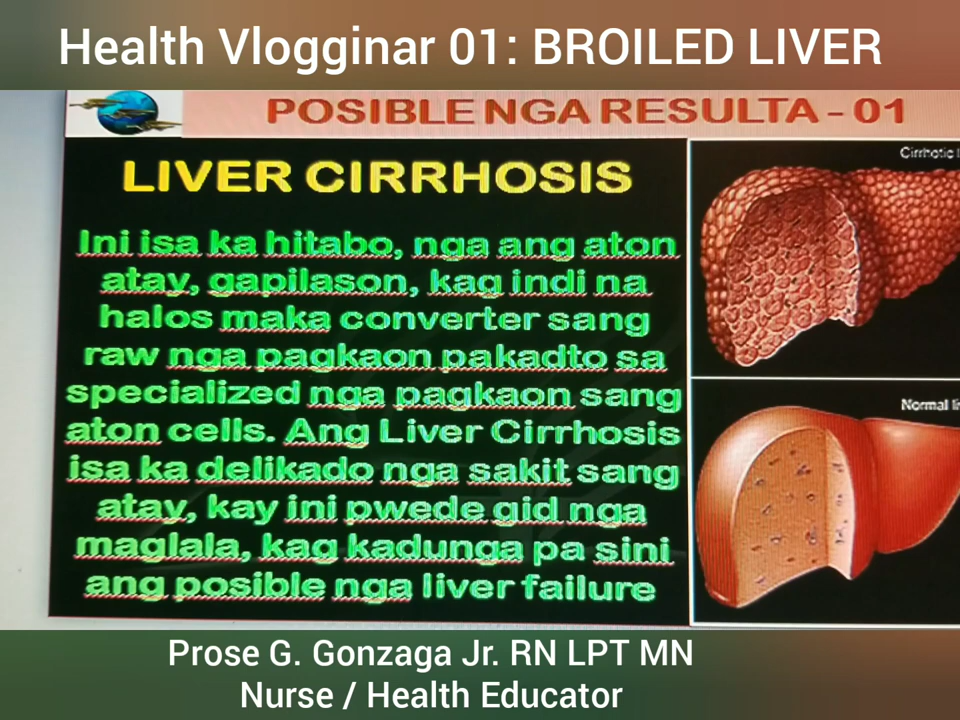 Health Vlogginar 01: BROILED LIVER
POSIBLE NGA RESULTA - 01
LIVER CIRRHOSIS
Ini isa ka hitabo, nga ang aton
atay, gapilason, kag indi na
halos maka converter sang
raw nga pagkaon pakadto sa
specialized nga pagkaon sang
aton cells. Ang Liver Cirrhosis
isa ka delikado nga sakit sang
atay, kay ini pwede gid nga
maglala, kag kadunga pa sini
ang posible nga liver failure
Cirrhotic
Normal
Prose G. Gonzaga Jr. RN LPT MN
Nurse / Health Educator